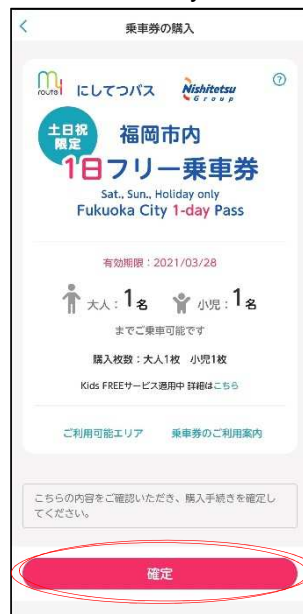 乗車券の購入
my route にしてつバス Nishitetsu Group
土日祝限定
福岡市内
1日フリー乗車券
Sat., Sun., Holiday only
Fukuoka City 1-day Pass
有効期限：2021/03/28
大人：1名 小児：1名
までご乗車可能です
購入枚数：大人1枚 小児1枚
Kids FREEサービス適用中 詳細はこちら
ご利用可能エリア 乗車券のご利用案内
こちらの内容をご確認いただき、購入手続きを確定し
てください。
確定